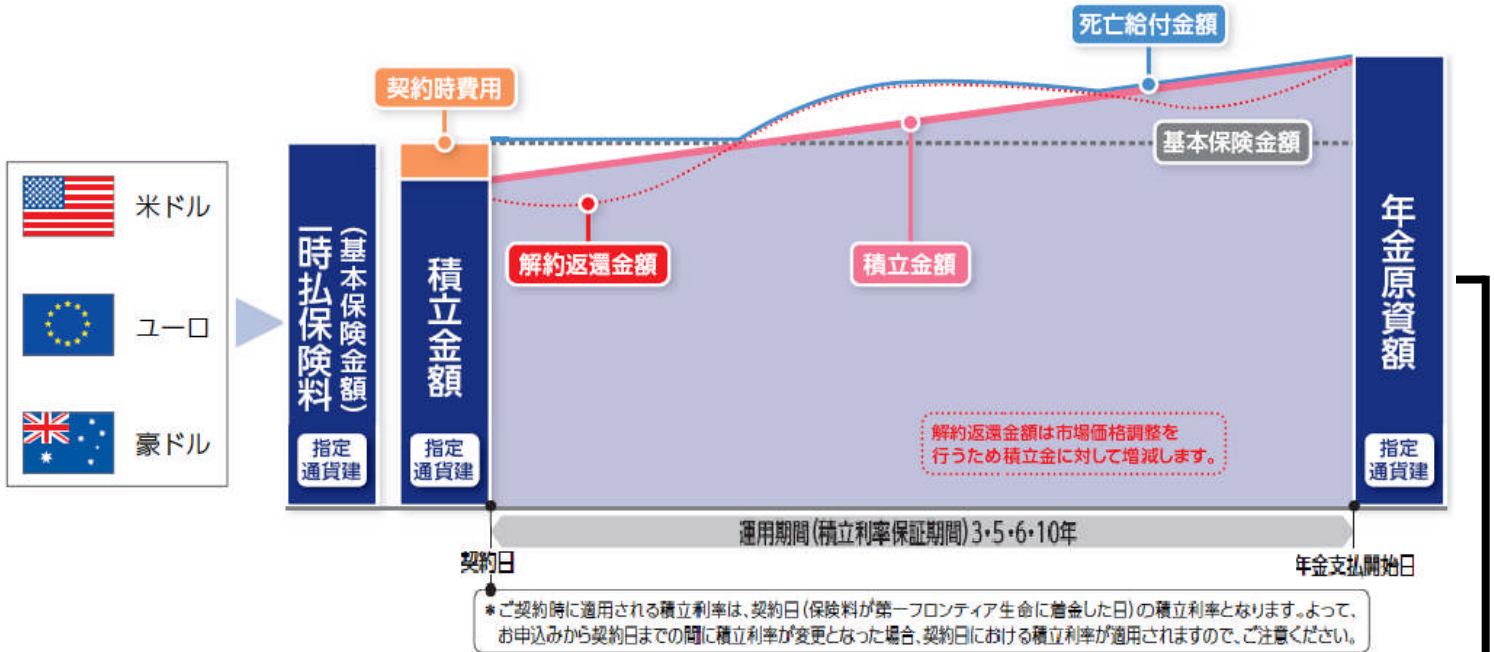 米ドル
ユーロ
豪ドル
一時払保険料
(基本保険金額)
指定
通貨建
契約時費用
積立金額
指定
通貨建
死亡給付金額
基本保険金額
解約返還金額
積立金額
解約返還金額は市場価格調整を
行うため積立金に対して増減します。
年金原資額
指定
通貨建
運用期間(積立利率保証期間)3・5・6・10年
契約日
年金支払開始日
*ご契約時に適用される積立利率は、契約日(保険料が第一フロンティア生命に着金した日)の積立利率となります。よって、
お申込みから契約日までの間に積立利率が変更となった場合、契約日における積立利率が適用されますので、ご注意ください。